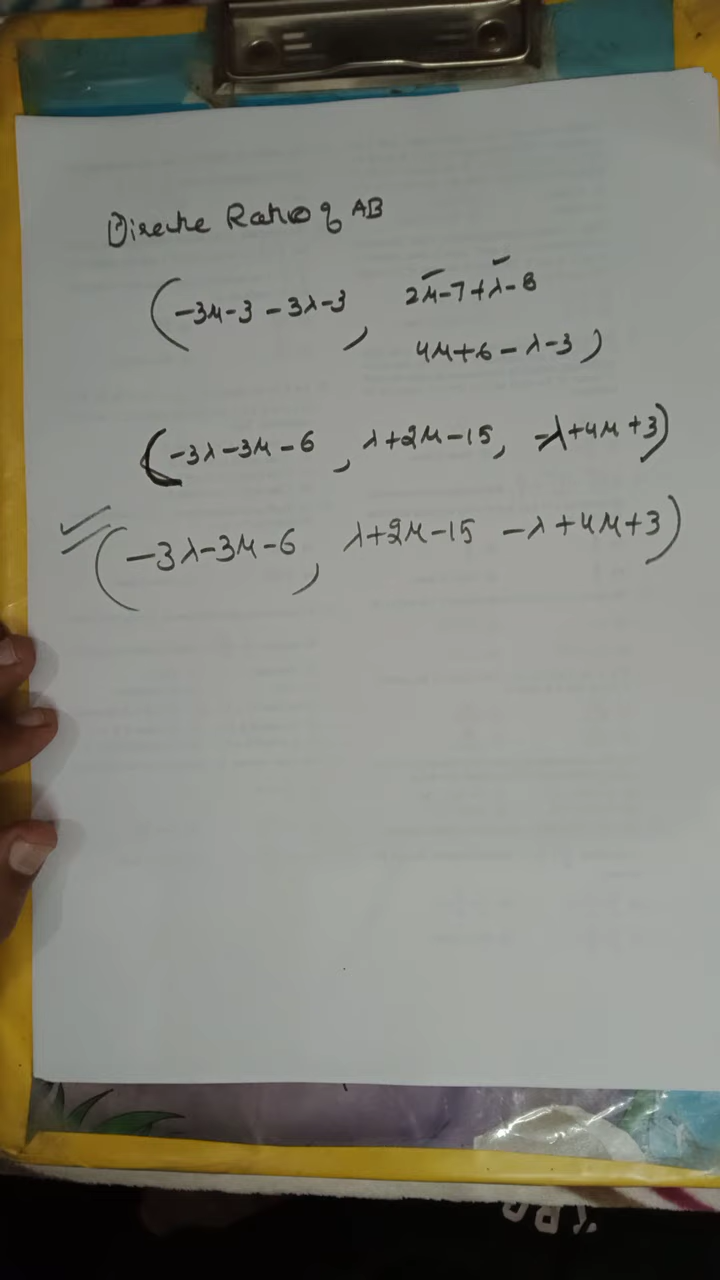 Direcne Ratio of AB
(-3μ-3-3λ-3, 2μ-7+λ-8
4μ+6-λ-3)
(-3λ-3μ-6, λ+2μ-15, -λ+4μ+3)
(-3λ-3μ-6, λ+2μ-15 -λ+4μ+3)